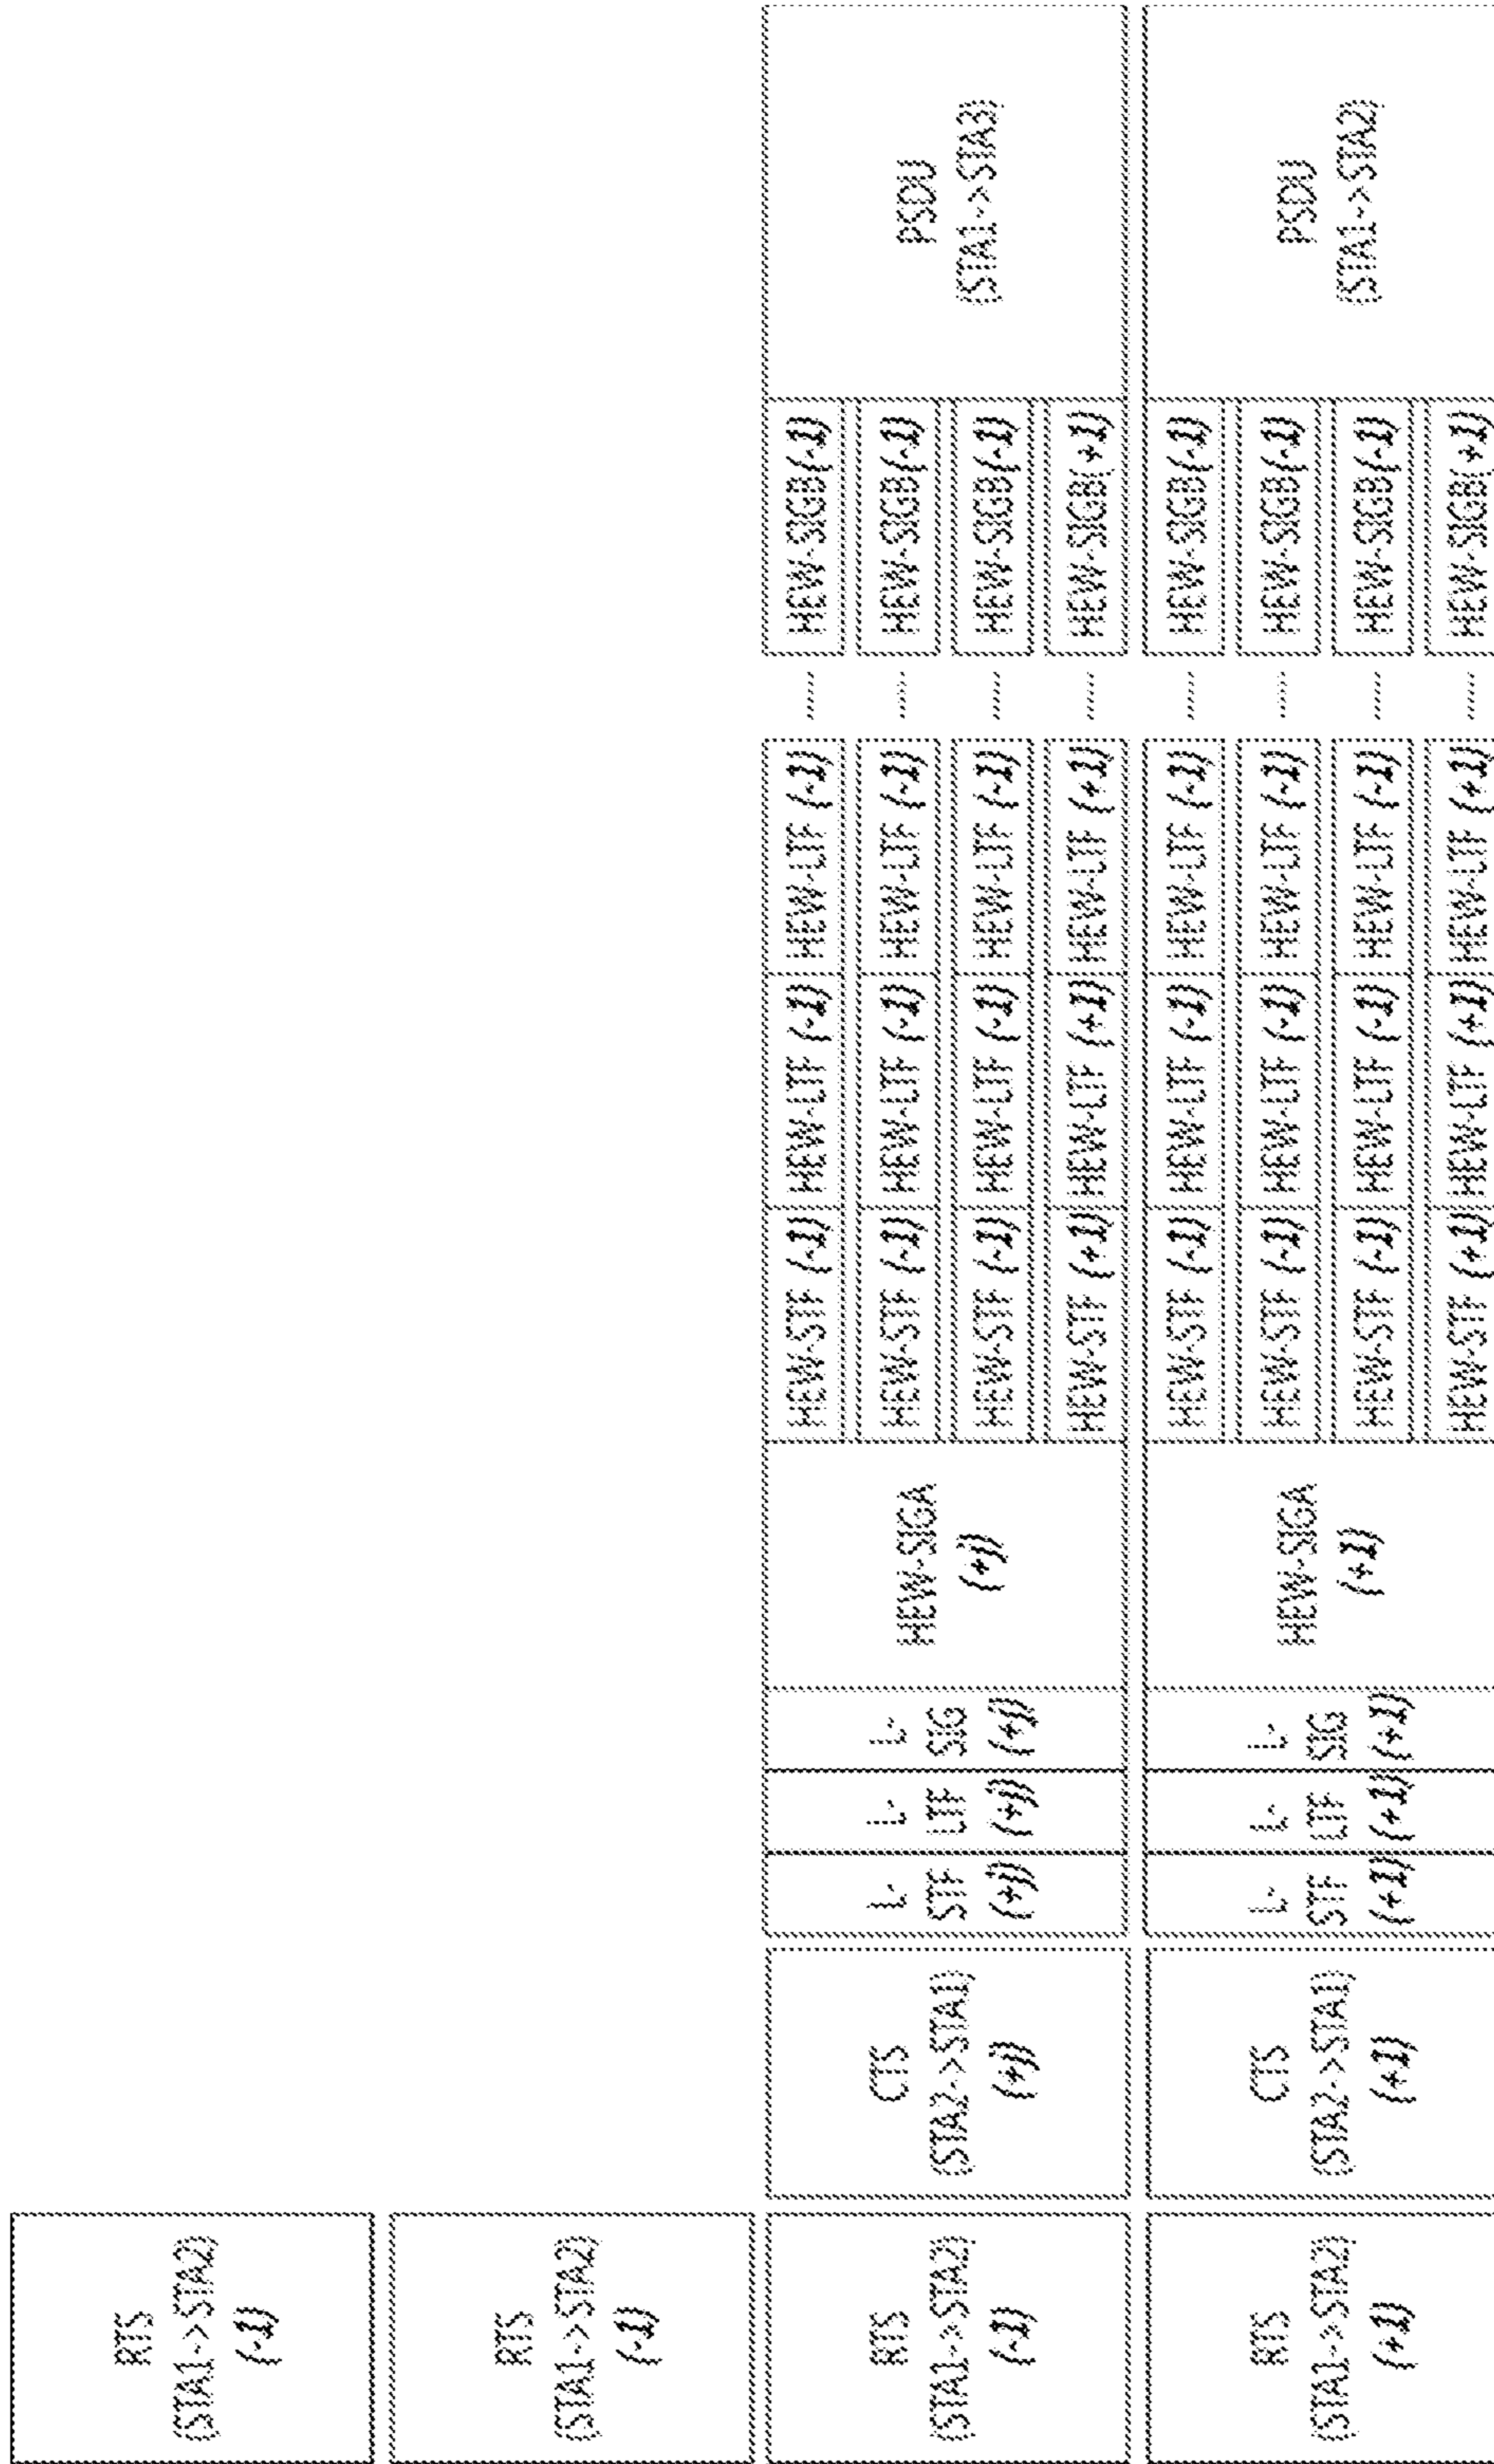 RTS
(STA1->STA2)
(-1)
RTS
(STA1->STA2)
(-1)
RTS
(STA1->STA2)
(-1)
CTS
(STA2->STA1)
(+j)
L-
STF
(+j)
L-
LTF
(+j)
L-
SIG
(+j)
HEW-SIGA
(+j)
HEW-STF (-1) HEW-LTF (-1) HEW-LTF (-1) ...... HEW-SIGB(-1)
HEW-STF (-1) HEW-LTF (-1) HEW-LTF (-1) ...... HEW-SIGB(-1)
HEW-STF (-1) HEW-LTF (-1) HEW-LTF (-1) ...... HEW-SIGB(-1)
HEW-STF (+1) HEW-LTF (+1) HEW-LTF (+1) ...... HEW-SIGB(+1)
PSDU
(STA1->STA3)
RTS
(STA1->STA2)
(+1)
CTS
(STA2->STA1)
(+1)
L-
STF
(+1)
L-
LTF
(+1)
L-
SIG
(+1)
HEW-SIGA
(+1)
HEW-STF (-1) HEW-LTF (-1) HEW-LTF (-1) ...... HEW-SIGB(-1)
HEW-STF (-1) HEW-LTF (-1) HEW-LTF (-1) ...... HEW-SIGB(-1)
HEW-STF (-1) HEW-LTF (-1) HEW-LTF (-1) ...... HEW-SIGB(-1)
HEW-STF (+1) HEW-LTF (+1) HEW-LTF (+1) ...... HEW-SIGB(+1)
PSDU
(STA1->STA2)